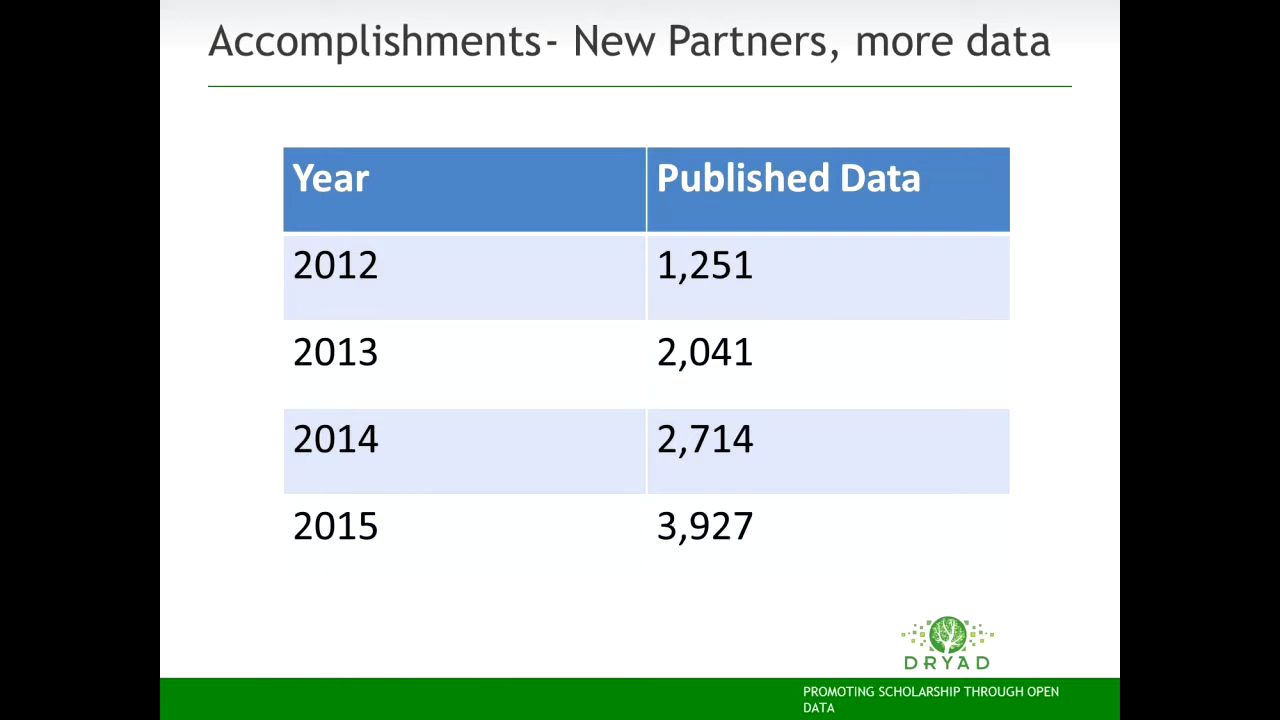 Accomplishments- New Partners, more data
Year Published Data
2012 1,251
2013 2,041
2014 2,714
2015 3,927
DRYAD
PROMOTING SCHOLARSHIP THROUGH OPEN
DATA